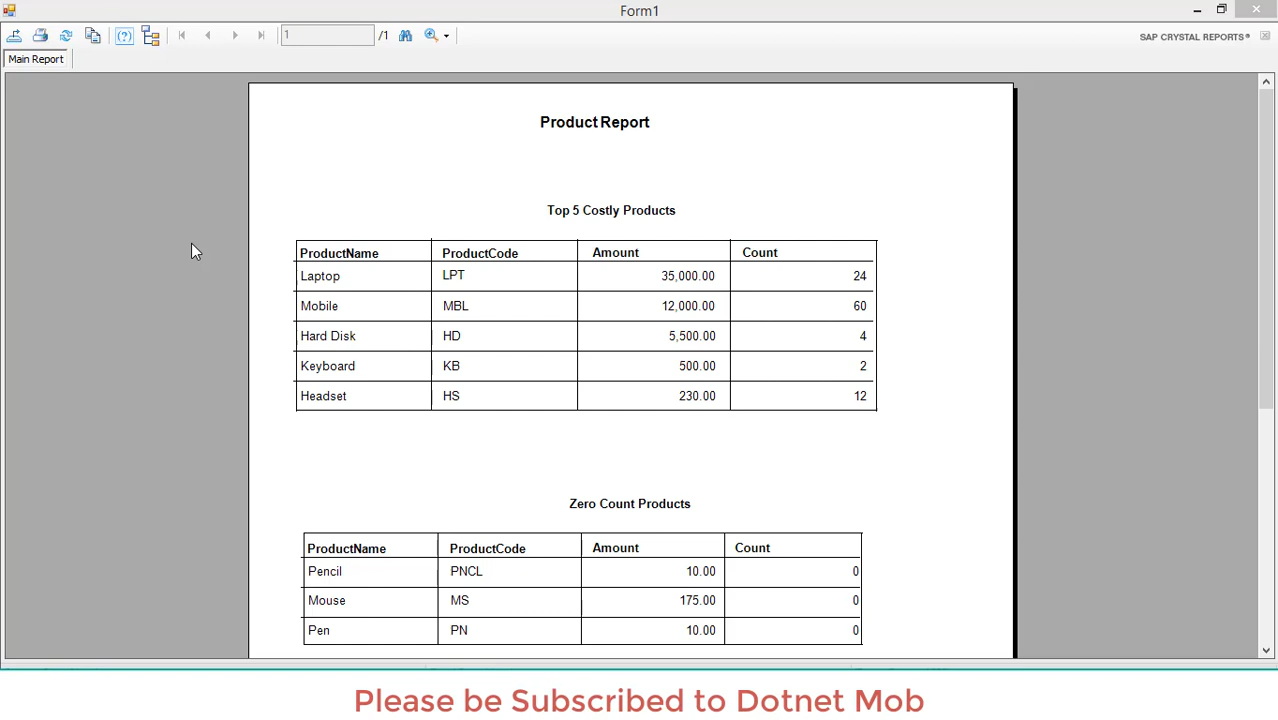 Form1
1 /1 SAP CRYSTAL REPORTS®
Main Report
Product Report
Top 5 Costly Products
ProductName ProductCode Amount Count
Laptop LPT 35,000.00 24
Mobile MBL 12,000.00 60
Hard Disk HD 5,500.00 4
Keyboard KB 500.00 2
Headset HS 230.00 12
Zero Count Products
ProductName ProductCode Amount Count
Pencil PNCL 10.00 0
Mouse MS 175.00 0
Pen PN 10.00 0
Please be Subscribed to Dotnet Mob